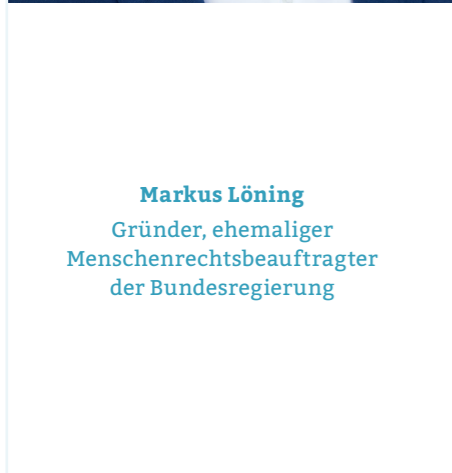 Markus Löning
Gründer, ehemaliger
Menschenrechtsbeauftragter
der Bundesregierung